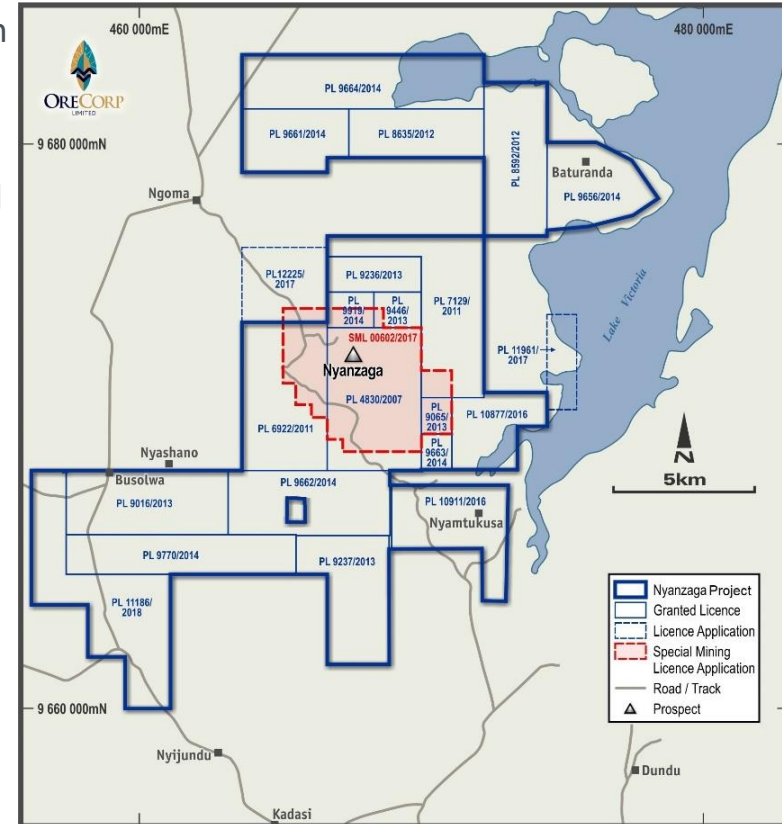 460 000mE
480 000mE
ORECORP
LIMITED
PL 9664/2014
PL 9661/2014
PL 8635/2012
PL 8592/2012
9 680 000mN
Baturanda
PL 9656/2014
Ngoma
PL12225/
2017
PL 9236/2013
PL 7129/
2011
PL
9446/
2013
Lake Victoria
SML 00602/2017
Nyanzaga
PL 11961/
2017
PL 4830/2007
PL
9065/
2013
PL 10877/2016
PL 6922/2011
PL
9663/
2014
N
5km
Nyashano
Busolwa
PL 9662/2014
PL 9016/2013
PL 10911/2016
Nyamtukusa
PL 9770/2014
PL 9237/2013
PL 11186/
2018
Nyanzaga Project
Granted Licence
Licence Application
Special Mining
Licence Application
Road / Track
Prospect
9 660 000mN
Nyijundu
Dundu
Kadasi